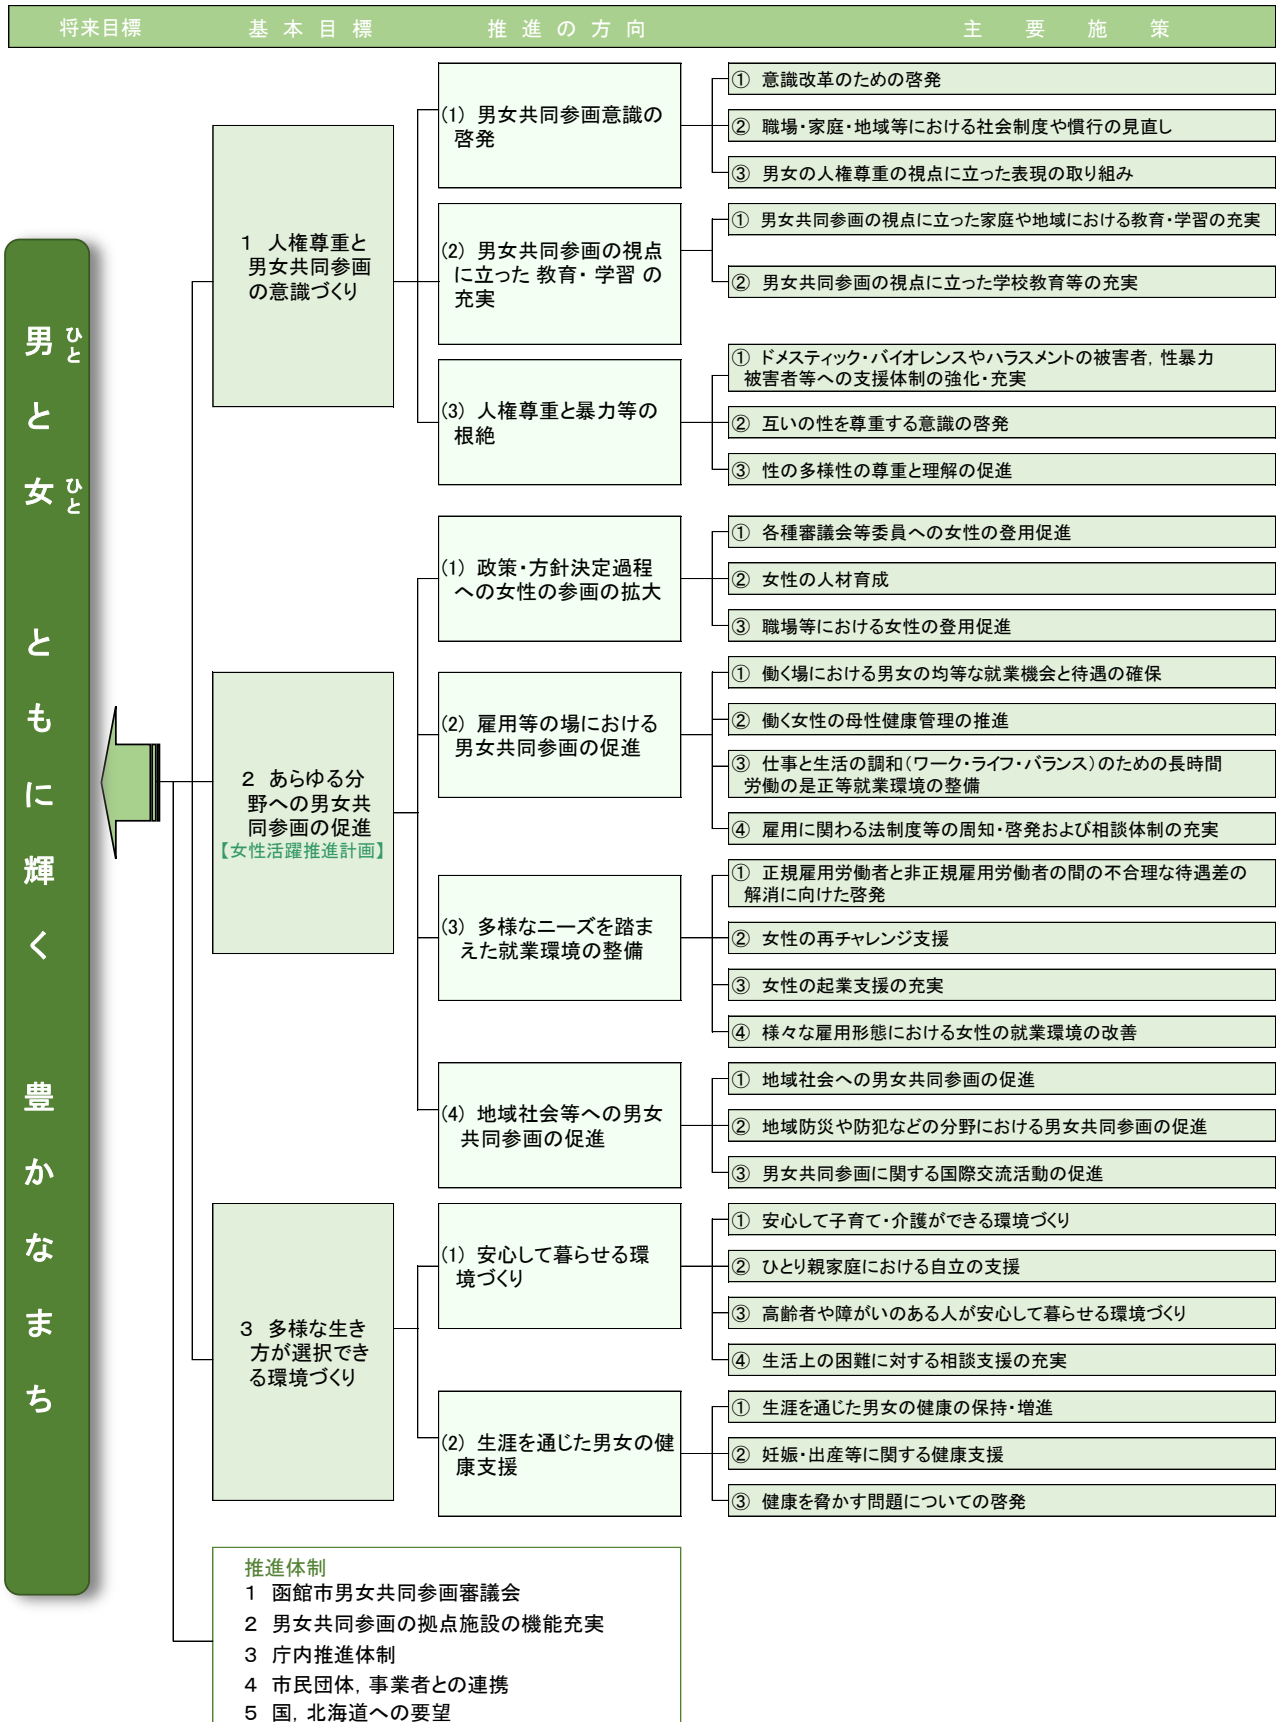 将来目標 基本目標 推進の方向 主要施策
男と女 ともに輝く 豊かなまち
ひと
ひと
1 人権尊重と
男女共同参画
の意識づくり
(1) 男女共同参画意識の
啓発
① 意識改革のための啓発
② 職場・家庭・地域等における社会制度や慣行の見直し
③ 男女の人権尊重の視点に立った表現の取り組み
(2) 男女共同参画の視点
に立った 教育・ 学習 の
充実
① 男女共同参画の視点に立った家庭や地域における教育・学習の充実
② 男女共同参画の視点に立った学校教育等の充実
(3) 人権尊重と暴力等の
根絶
① ドメスティック・バイオレンスやハラスメントの被害者, 性暴力
被害者等への支援体制の強化・充実
② 互いの性を尊重する意識の啓発
③ 性の多様性の尊重と理解の促進
2 あらゆる分
野への男女共
同参画の促進
【女性活躍推進計画】
(1) 政策・方針決定過程
への女性の参画の拡大
① 各種審議会等委員への女性の登用促進
② 女性の人材育成
③ 職場等における女性の登用促進
(2) 雇用等の場における
男女共同参画の促進
① 働く場における男女の均等な就業機会と待遇の確保
② 働く女性の母性健康管理の推進
③ 仕事と生活の調和(ワーク・ライフ・バランス)のための長時間
労働の是正等就業環境の整備
④ 雇用に関わる法制度等の周知・啓発および相談体制の充実
(3) 多様なニーズを踏ま
えた就業環境の整備
① 正規雇用労働者と非正規雇用労働者の間の不合理な待遇差の
解消に向けた啓発
② 女性の再チャレンジ支援
③ 女性の起業支援の充実
④ 様々な雇用形態における女性の就業環境の改善
(4) 地域社会等への男女
共同参画の促進
① 地域社会への男女共同参画の促進
② 地域防災や防犯などの分野における男女共同参画の促進
③ 男女共同参画に関する国際交流活動の促進
3 多様な生き
方が選択でき
る環境づくり
(1) 安心して暮らせる環
境づくり
① 安心して子育て・介護ができる環境づくり
② ひとり親家庭における自立の支援
③ 高齢者や障がいのある人が安心して暮らせる環境づくり
④ 生活上の困難に対する相談支援の充実
(2) 生涯を通じた男女の健
康支援
① 生涯を通じた男女の健康の保持・増進
② 妊娠・出産等に関する健康支援
③ 健康を脅かす問題についての啓発
推進体制
1 函館市男女共同参画審議会
2 男女共同参画の拠点施設の機能充実
3 庁内推進体制
4 市民団体, 事業者との連携
5 国, 北海道への要望